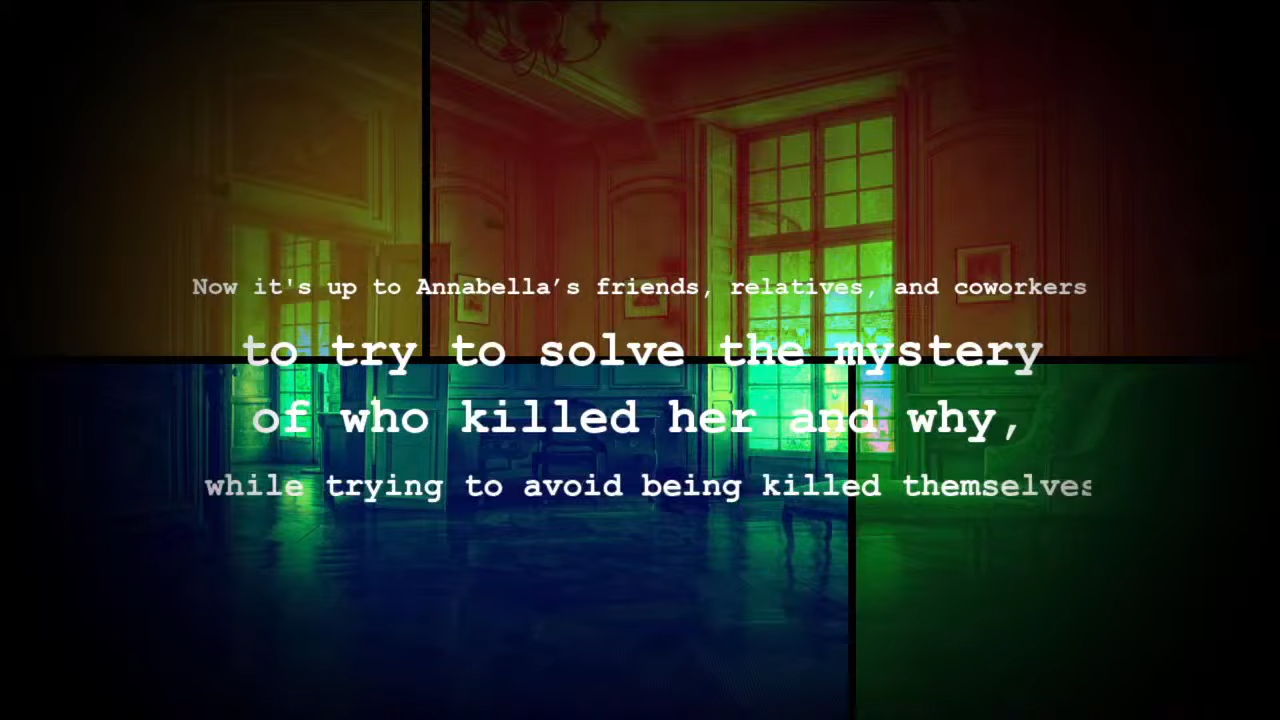 Now it's up to Annabella’s friends, relatives, and coworkers
to try to solve the mystery
of who killed her and why,
while trying to avoid being killed themselves